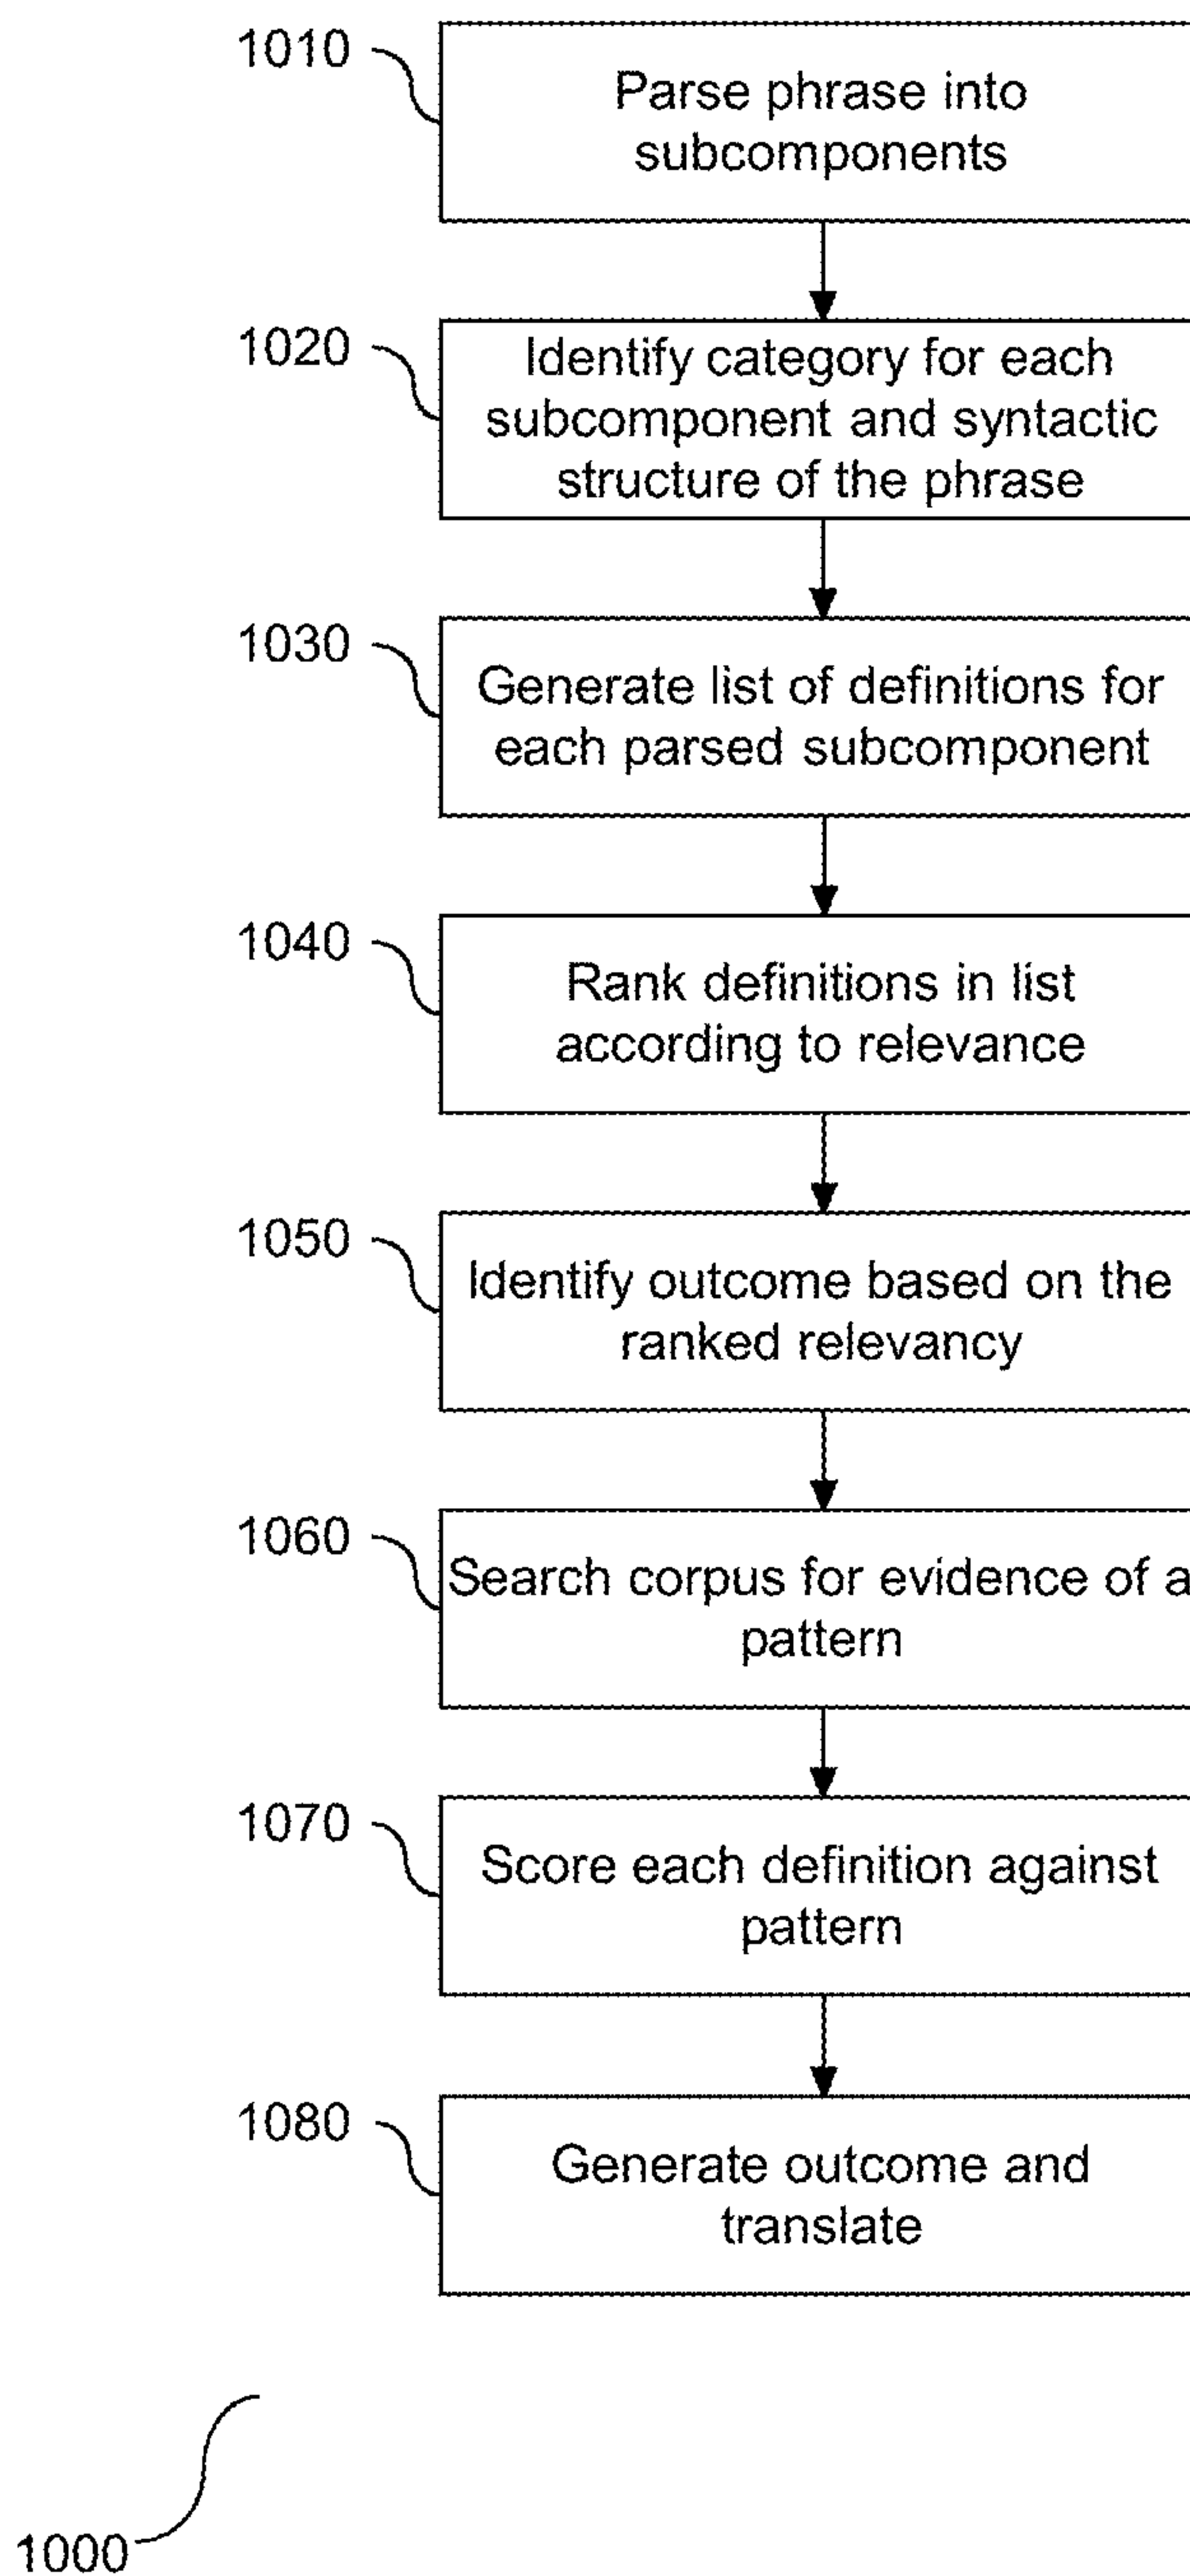 1010
Parse phrase into
subcomponents
1020
Identify category for each
subcomponent and syntactic
structure of the phrase
1030
Generate list of definitions for
each parsed subcomponent
1040
Rank definitions in list
according to relevance
1050
Identify outcome based on the
ranked relevancy
1060
Search corpus for evidence of a
pattern
1070
Score each definition against
pattern
1080
Generate outcome and
translate
1000